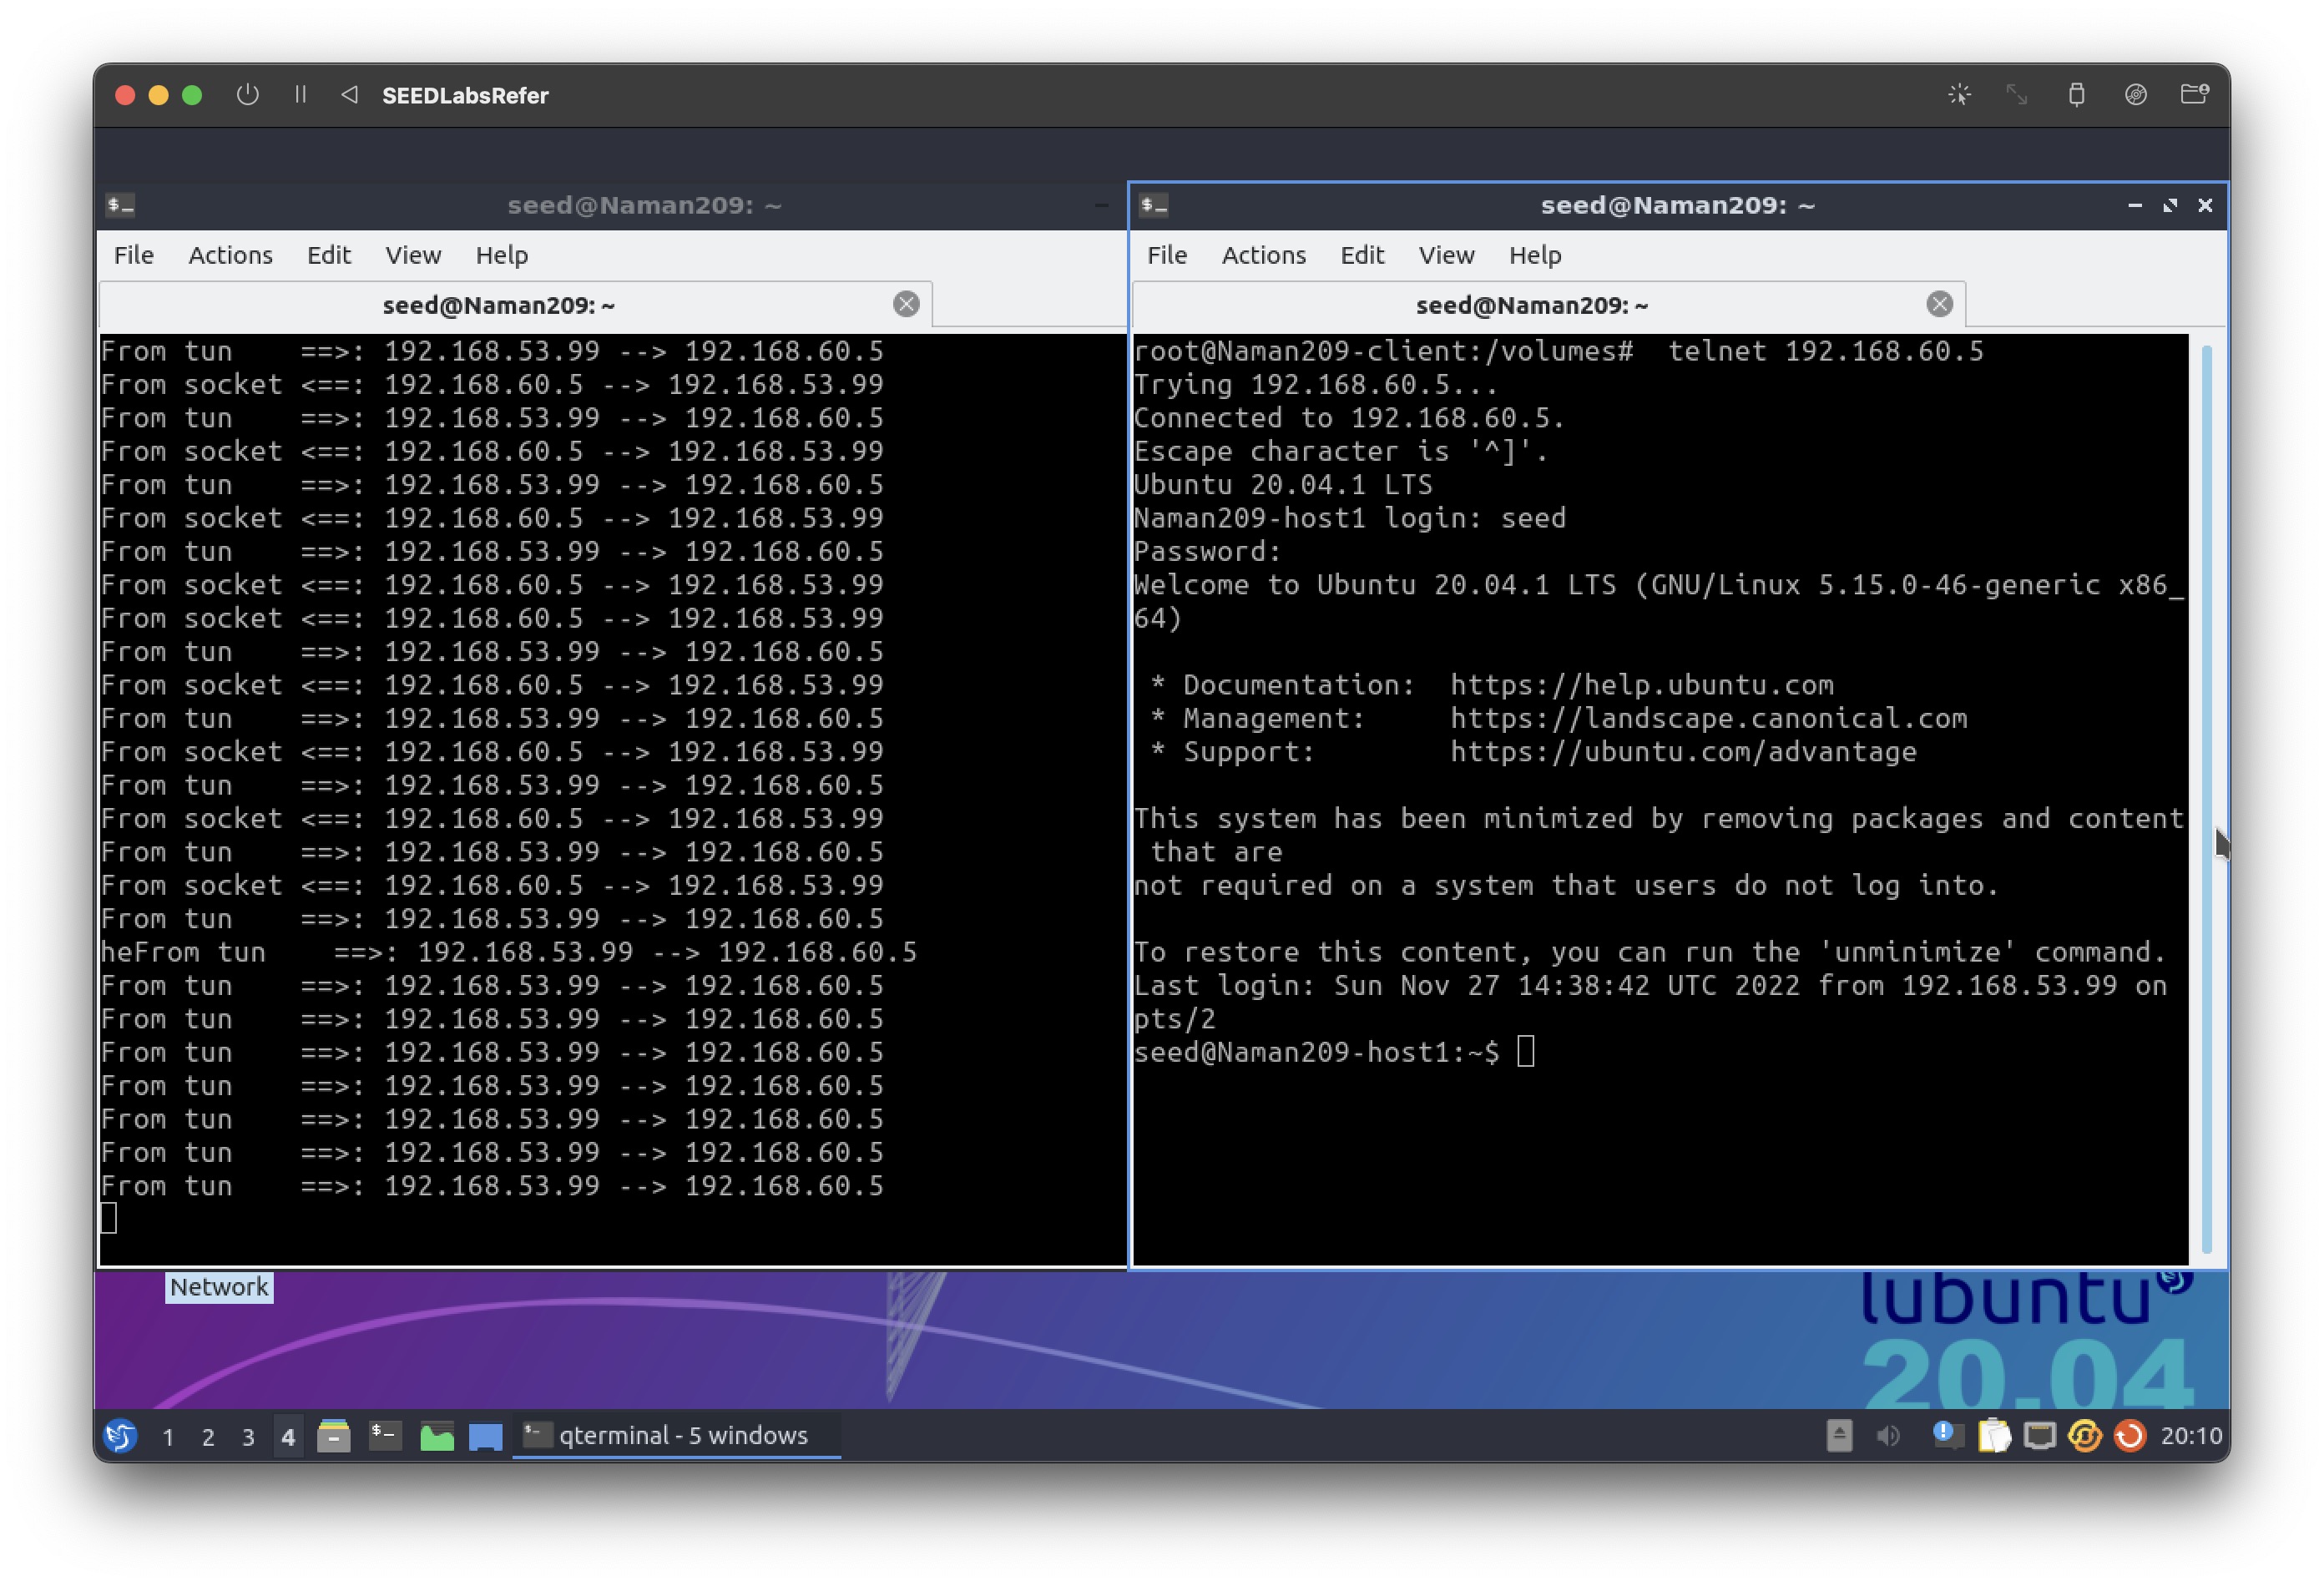 SEEDLabsRefer
seed@Naman209: ~
File Actions Edit View Help
seed@Naman209: ~
From tun    ==>: 192.168.53.99 --> 192.168.60.5
From socket <==: 192.168.60.5 --> 192.168.53.99
From tun    ==>: 192.168.53.99 --> 192.168.60.5
From socket <==: 192.168.60.5 --> 192.168.53.99
From tun    ==>: 192.168.53.99 --> 192.168.60.5
From socket <==: 192.168.60.5 --> 192.168.53.99
From tun    ==>: 192.168.53.99 --> 192.168.60.5
From socket <==: 192.168.60.5 --> 192.168.53.99
From socket <==: 192.168.60.5 --> 192.168.53.99
From tun    ==>: 192.168.53.99 --> 192.168.60.5
From socket <==: 192.168.60.5 --> 192.168.53.99
From tun    ==>: 192.168.53.99 --> 192.168.60.5
From socket <==: 192.168.60.5 --> 192.168.53.99
From tun    ==>: 192.168.53.99 --> 192.168.60.5
From socket <==: 192.168.60.5 --> 192.168.53.99
From tun    ==>: 192.168.53.99 --> 192.168.60.5
From socket <==: 192.168.60.5 --> 192.168.53.99
From tun    ==>: 192.168.53.99 --> 192.168.60.5
heFrom tun    ==>: 192.168.53.99 --> 192.168.60.5
From tun    ==>: 192.168.53.99 --> 192.168.60.5
From tun    ==>: 192.168.53.99 --> 192.168.60.5
From tun    ==>: 192.168.53.99 --> 192.168.60.5
From tun    ==>: 192.168.53.99 --> 192.168.60.5
From tun    ==>: 192.168.53.99 --> 192.168.60.5
From tun    ==>: 192.168.53.99 --> 192.168.60.5
From tun    ==>: 192.168.53.99 --> 192.168.60.5
seed@Naman209: ~
File Actions Edit View Help
seed@Naman209: ~
root@Naman209-client:/volumes#  telnet 192.168.60.5
Trying 192.168.60.5...
Connected to 192.168.60.5.
Escape character is '^]'.
Ubuntu 20.04.1 LTS
Naman209-host1 login: seed
Password:
Welcome to Ubuntu 20.04.1 LTS (GNU/Linux 5.15.0-46-generic x86_
64)
 * Documentation:  https://help.ubuntu.com
 * Management:     https://landscape.canonical.com
 * Support:        https://ubuntu.com/advantage
This system has been minimized by removing packages and content
 that are
not required on a system that users do not log into.
To restore this content, you can run the 'unminimize' command.
Last login: Sun Nov 27 14:38:42 UTC 2022 from 192.168.53.99 on
pts/2
seed@Naman209-host1:~$
Network
lubuntu
20.04
1 2 3 4 qterminal - 5 windows 20:10